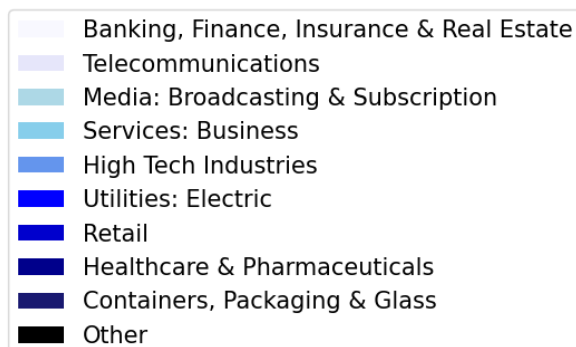 Banking, Finance, Insurance & Real Estate
Telecommunications
Media: Broadcasting & Subscription
Services: Business
High Tech Industries
Utilities: Electric
Retail
Healthcare & Pharmaceuticals
Containers, Packaging & Glass
Other